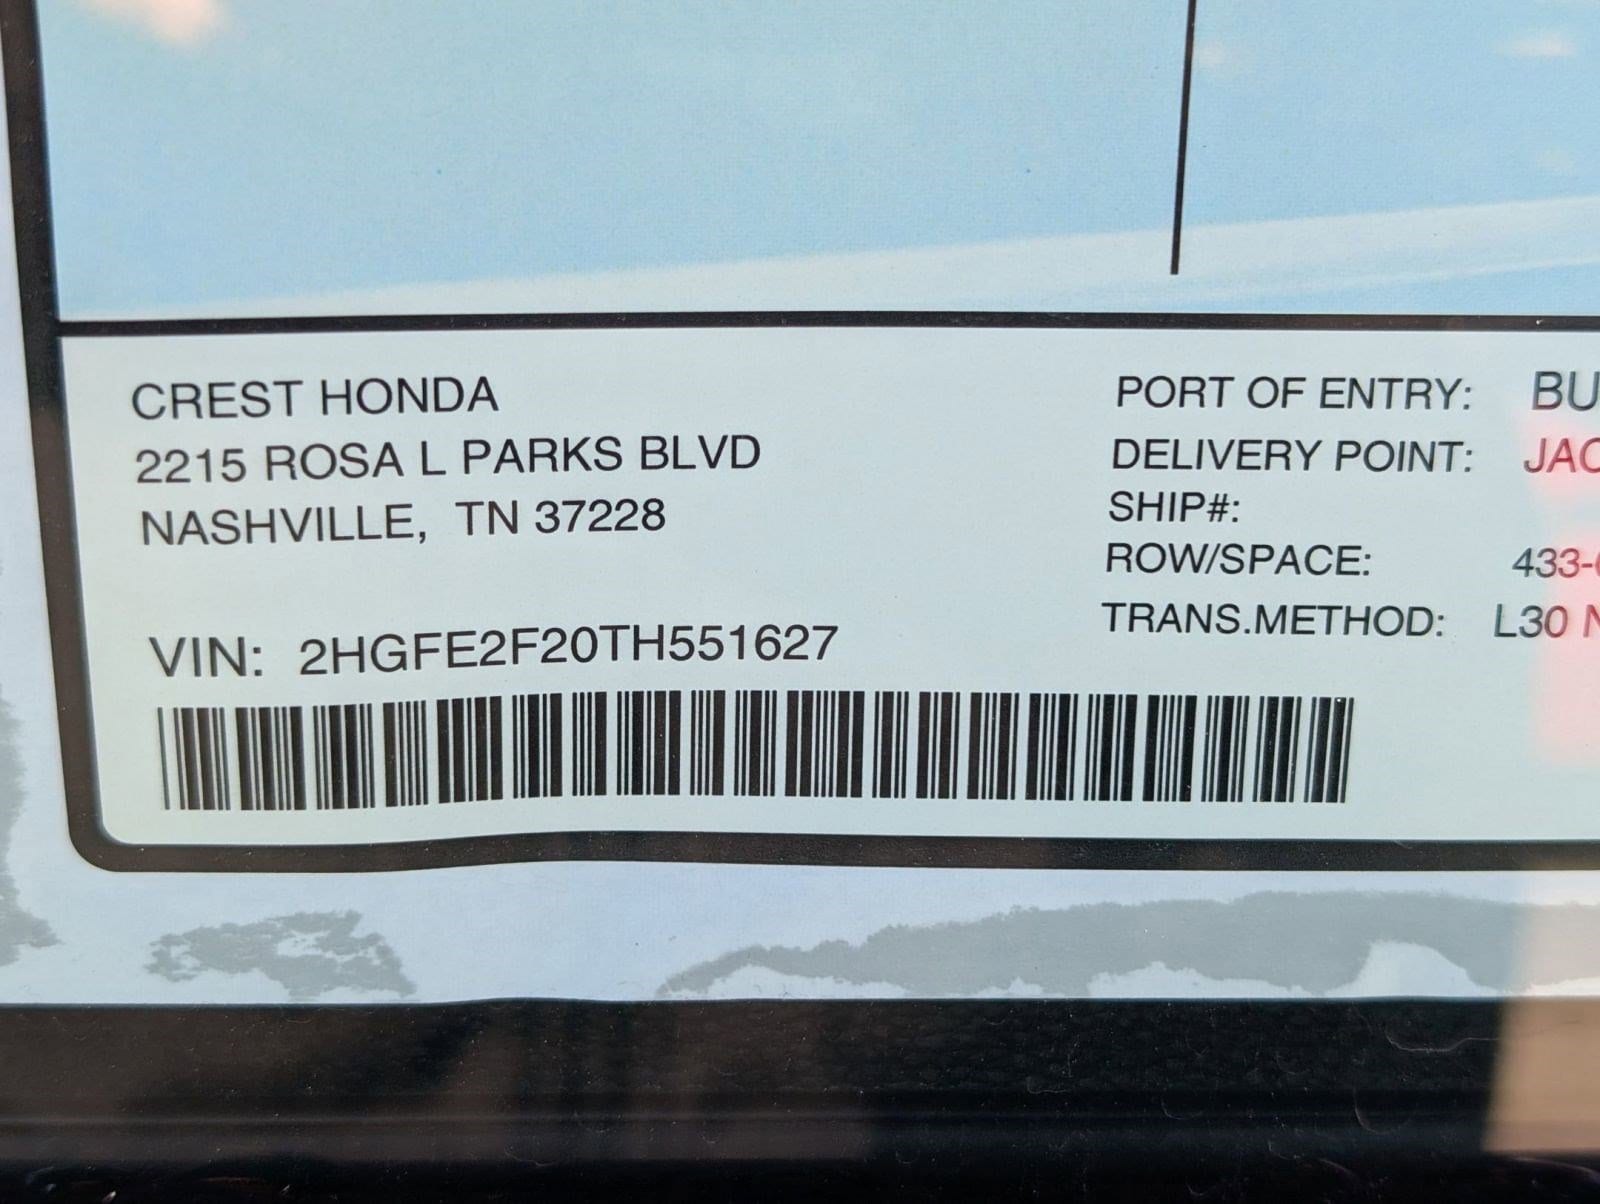 CREST HONDA
2215 ROSA L PARKS BLVD
NASHVILLE, TN 37228
VIN: 2HGFE2F20TH551627
PORT OF ENTRY: BU
DELIVERY POINT: JAC
SHIP#:
ROW/SPACE: 433-
TRANS.METHOD: L30